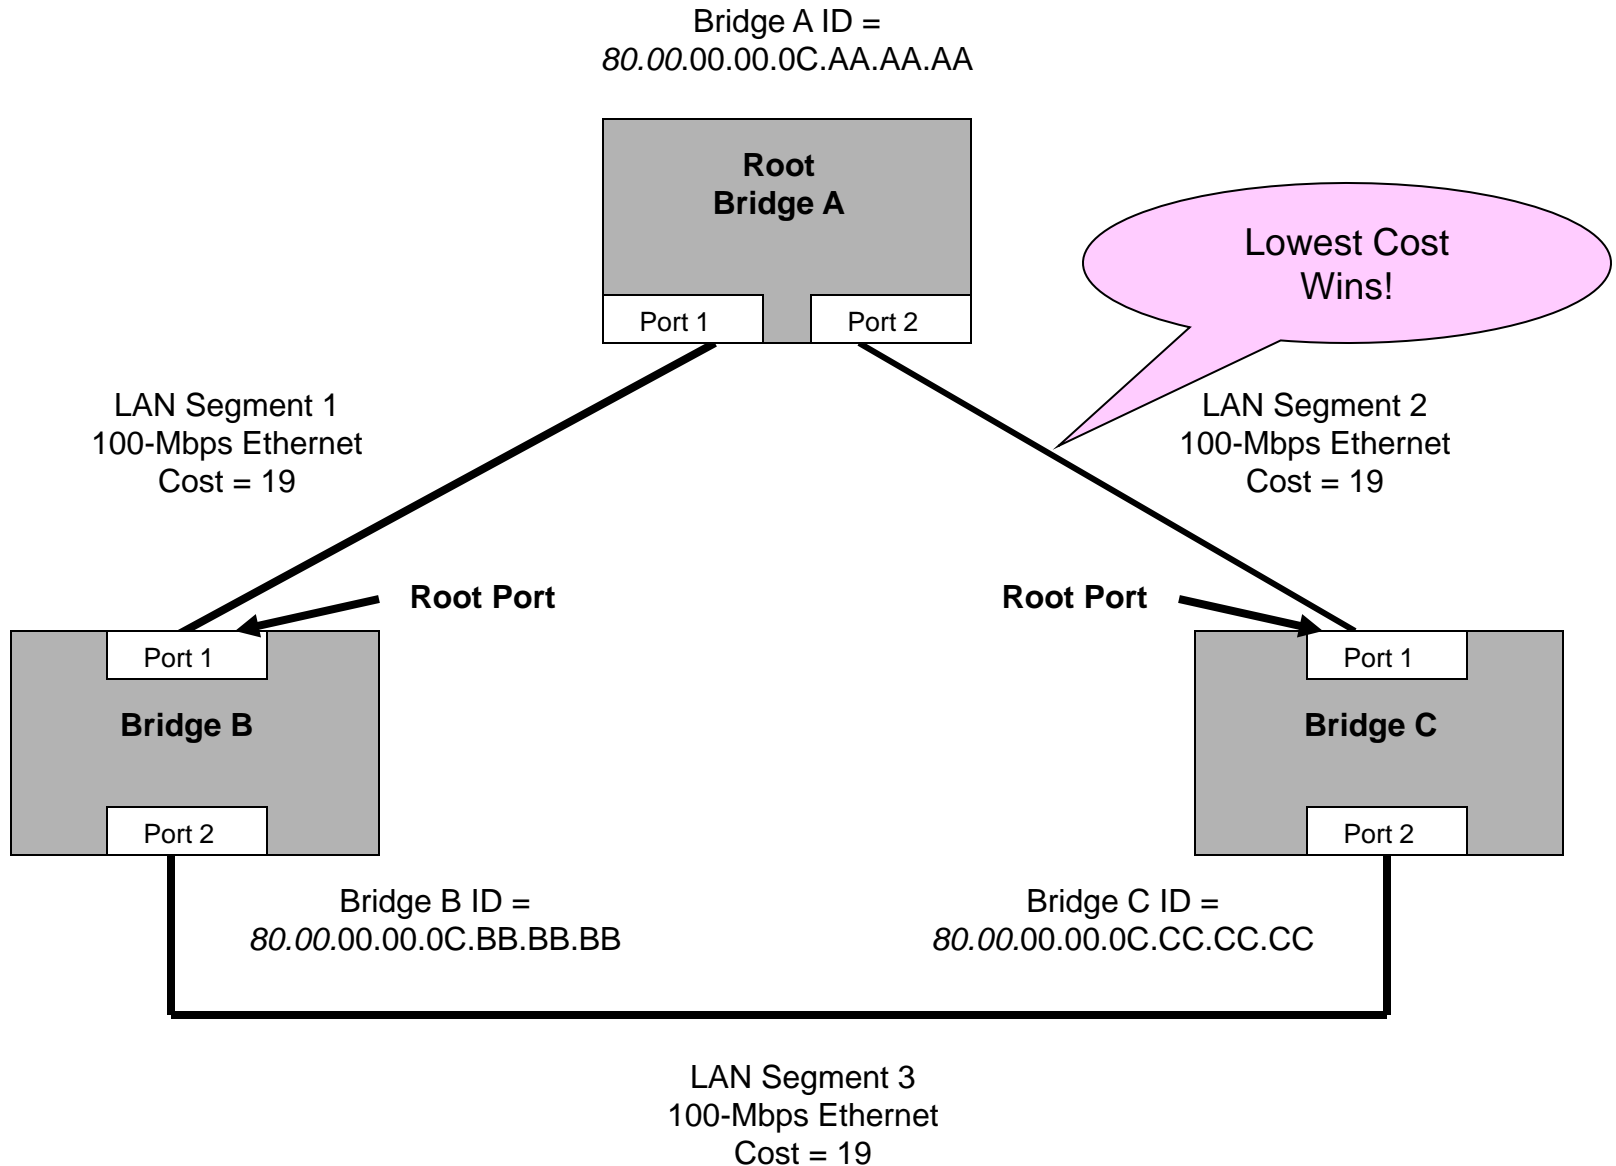 Bridge A ID =
80.00.00.00.0C.AA.AA.AA
Root
Bridge A
Port 1
Port 2
Lowest Cost
Wins!
LAN Segment 1
100-Mbps Ethernet
Cost = 19
LAN Segment 2
100-Mbps Ethernet
Cost = 19
Root Port
Root Port
Port 1
Bridge B
Port 2
Port 1
Bridge C
Port 2
Bridge B ID =
80.00.00.00.0C.BB.BB.BB
Bridge C ID =
80.00.00.00.0C.CC.CC.CC
LAN Segment 3
100-Mbps Ethernet
Cost = 19